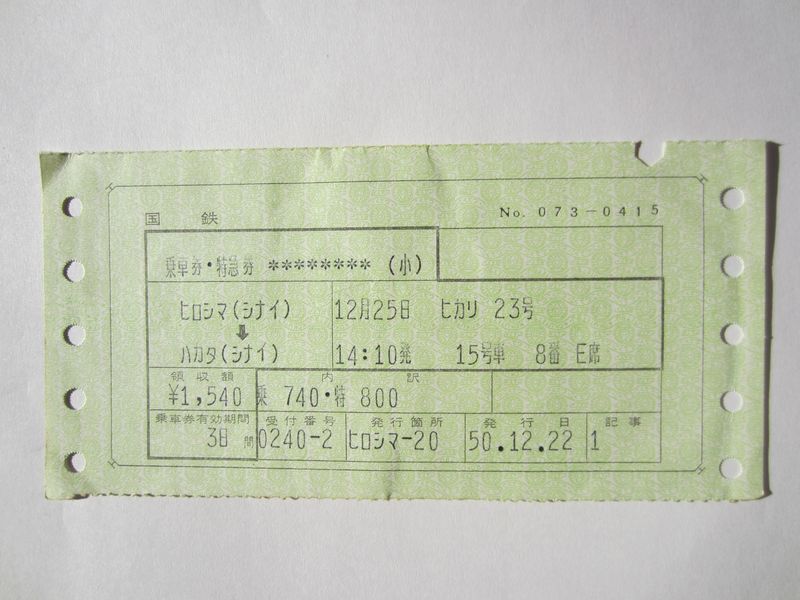 国鉄 No. 073-0415
乗車券・特急券 ******** (小)
ヒロシマ(シナイ) 12月25日 ヒカリ 23号
⬇
ハカタ(シナイ) 14:10発 15号車 8番 E席
領収額 内訳
¥1,540 乗 740・特 800
乗車券有効期間 受付番号 発行箇所 発行日 記事
3日間 0240-2 ヒロシマ-20 50.12.22 1